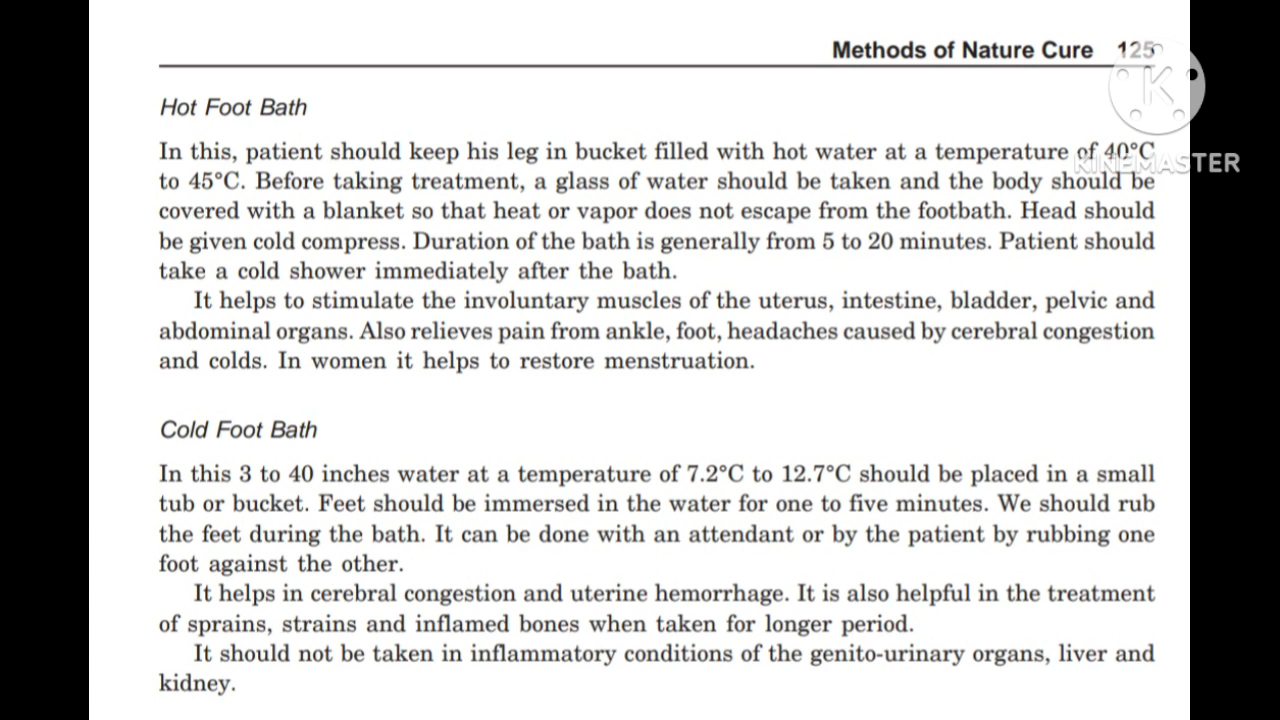 Methods of Nature Cure 125
KINEMASTER
Hot Foot Bath
In this, patient should keep his leg in bucket filled with hot water at a temperature of 40°C
to 45°C. Before taking treatment, a glass of water should be taken and the body should be
covered with a blanket so that heat or vapor does not escape from the footbath. Head should
be given cold compress. Duration of the bath is generally from 5 to 20 minutes. Patient should
take a cold shower immediately after the bath.
It helps to stimulate the involuntary muscles of the uterus, intestine, bladder, pelvic and
abdominal organs. Also relieves pain from ankle, foot, headaches caused by cerebral congestion
and colds. In women it helps to restore menstruation.
Cold Foot Bath
In this 3 to 40 inches water at a temperature of 7.2°C to 12.7°C should be placed in a small
tub or bucket. Feet should be immersed in the water for one to five minutes. We should rub
the feet during the bath. It can be done with an attendant or by the patient by rubbing one
foot against the other.
It helps in cerebral congestion and uterine hemorrhage. It is also helpful in the treatment
of sprains, strains and inflamed bones when taken for longer period.
It should not be taken in inflammatory conditions of the genito-urinary organs, liver and
kidney.